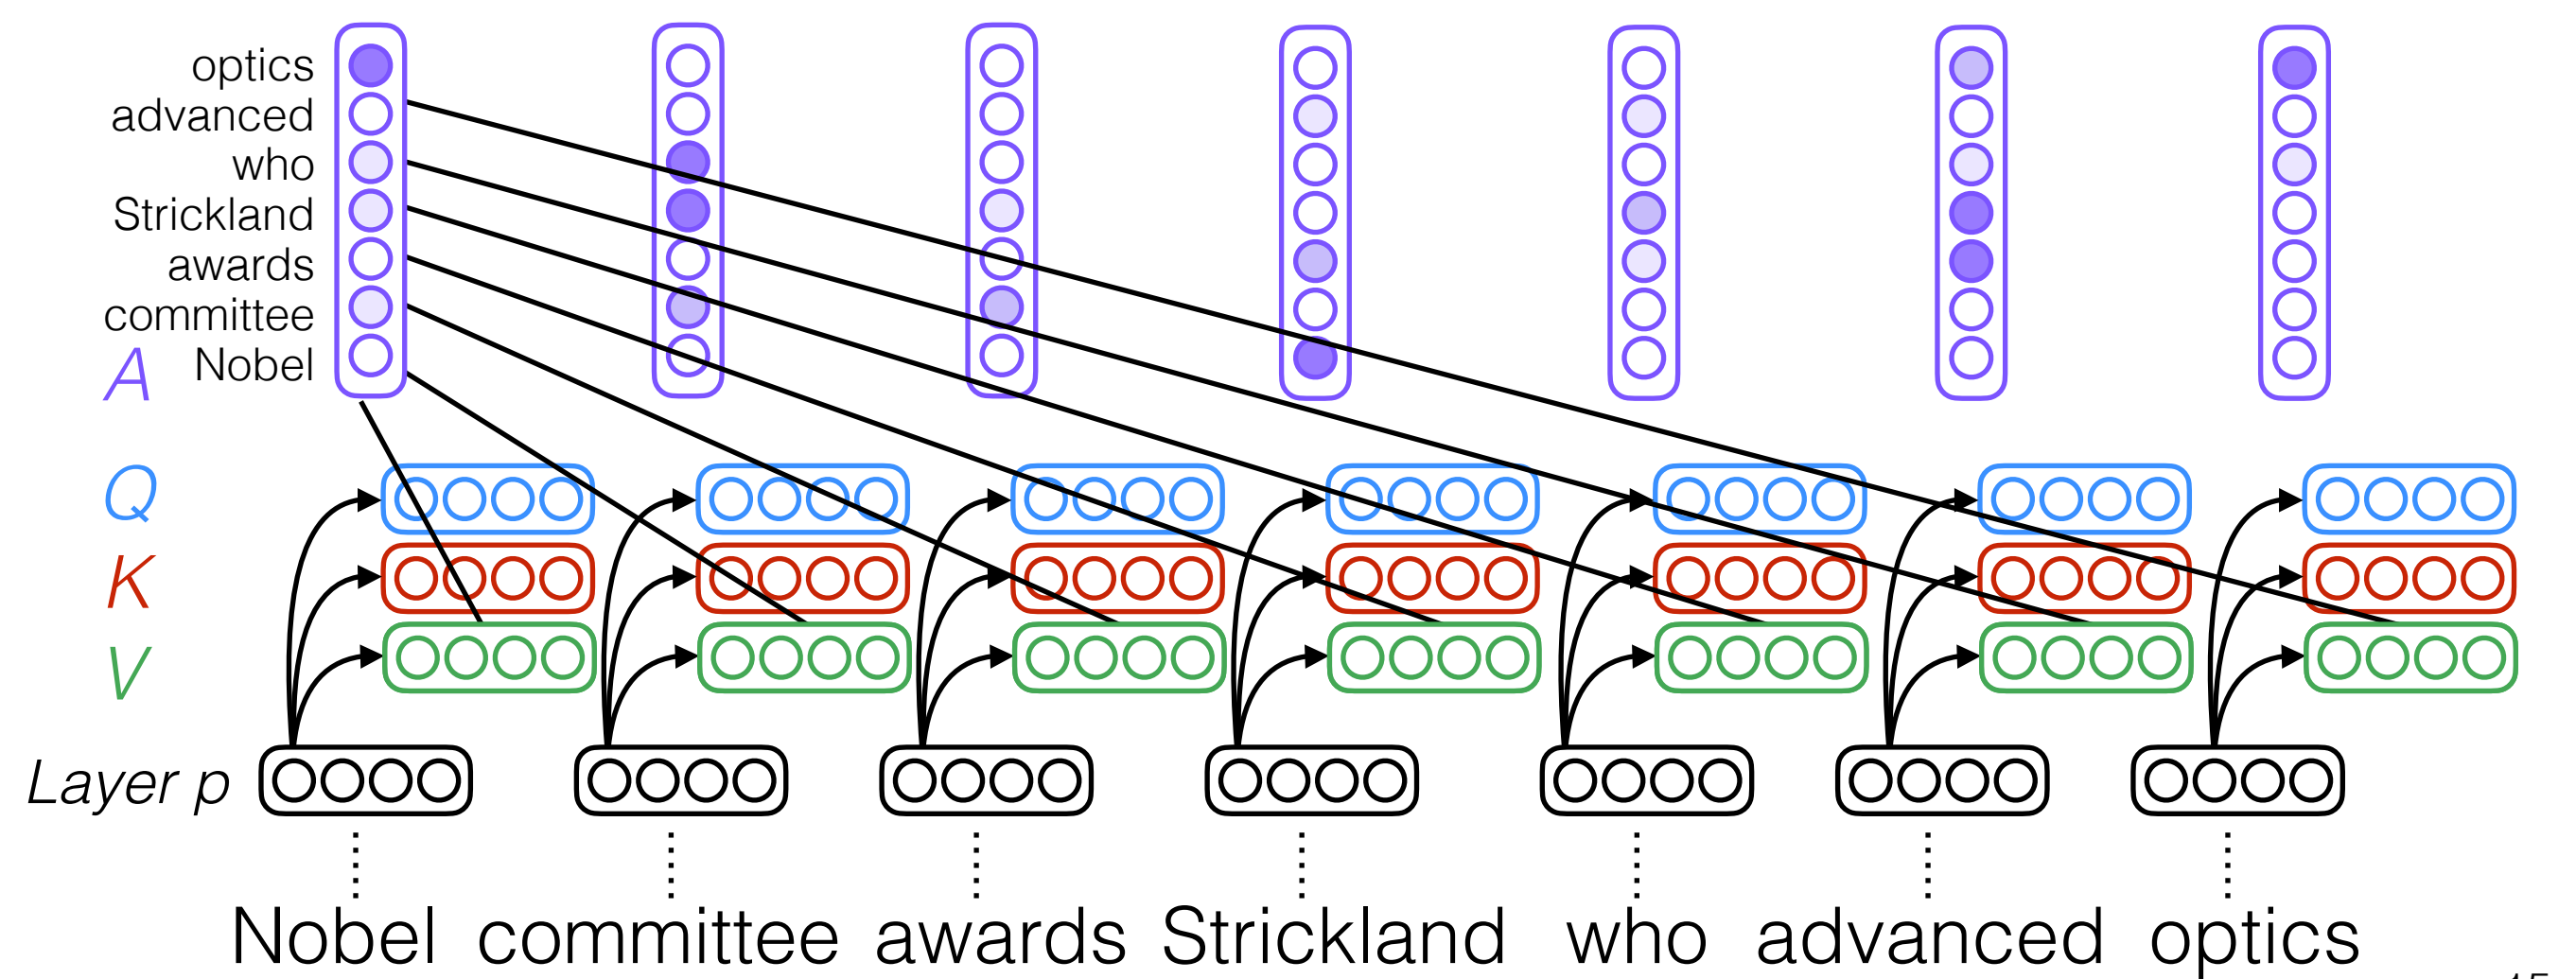 optics
advanced
who
Strickland
awards
committee
A Nobel
Q
K
V
Layer p
Nobel committee awards Strickland who advanced optics